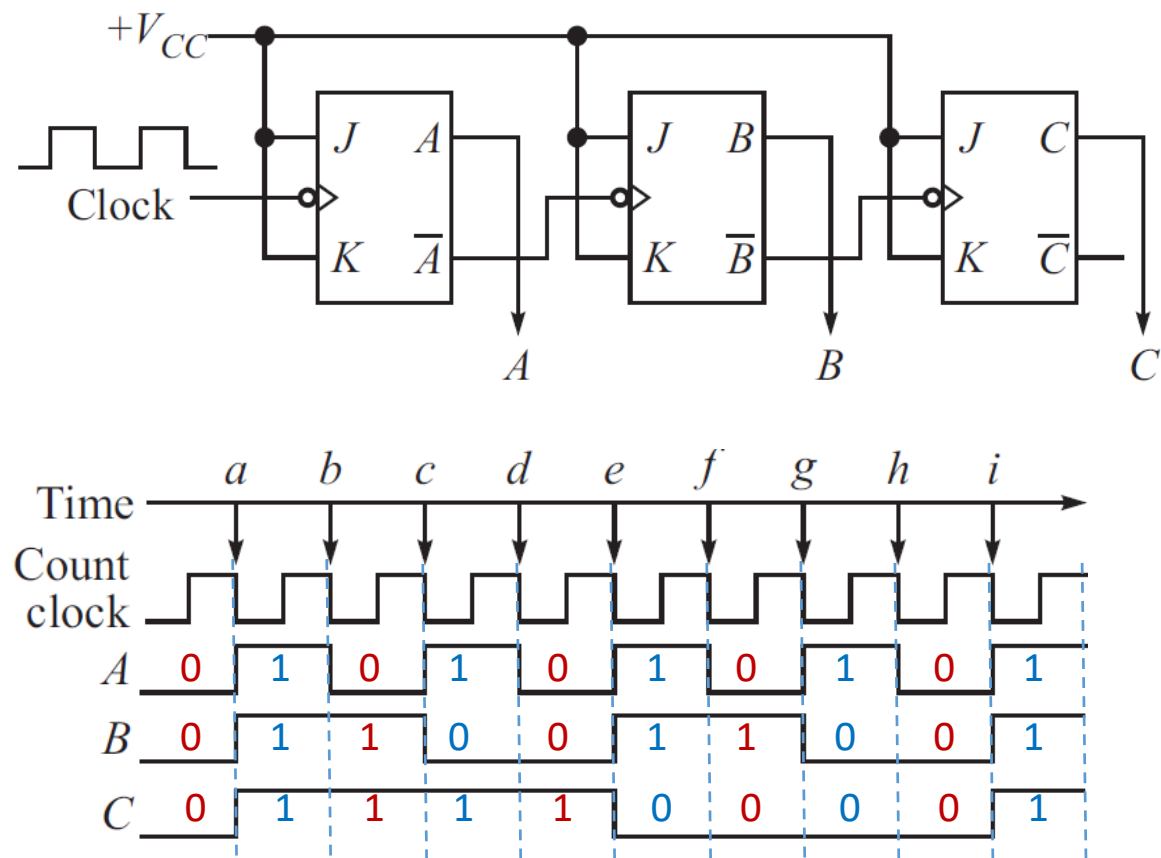 +V_CC
J A J B J C
Clock
K A̅ K B̅ K C̅
A B C
a b c d e f g h i
Time
Count
clock
A 0 1 0 1 0 1 0 1 0 1
B 0 1 1 0 0 1 1 0 0 1
C 0 1 1 1 1 0 0 0 0 1